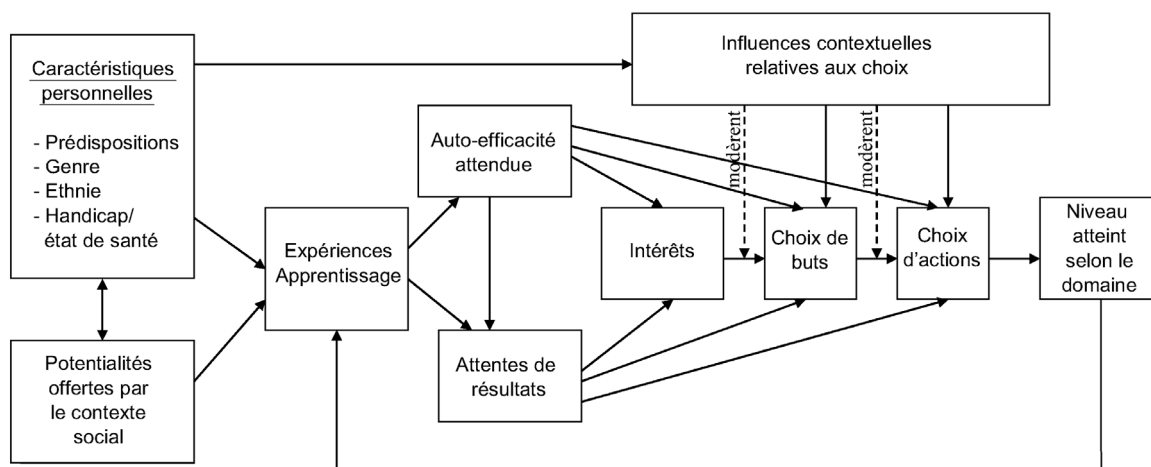 Caractéristiques
personnelles
- Prédispositions
- Genre
- Ethnie
- Handicap/
état de santé
Potentialités
offertes par
le contexte
social
Expériences
Apprentissage
Auto-efficacité
attendue
Attentes de
résultats
Influences contextuelles
relatives aux choix
modèrent
modèrent
Intérêts
Choix de
buts
Choix
d'actions
Niveau
atteint
selon le
domaine